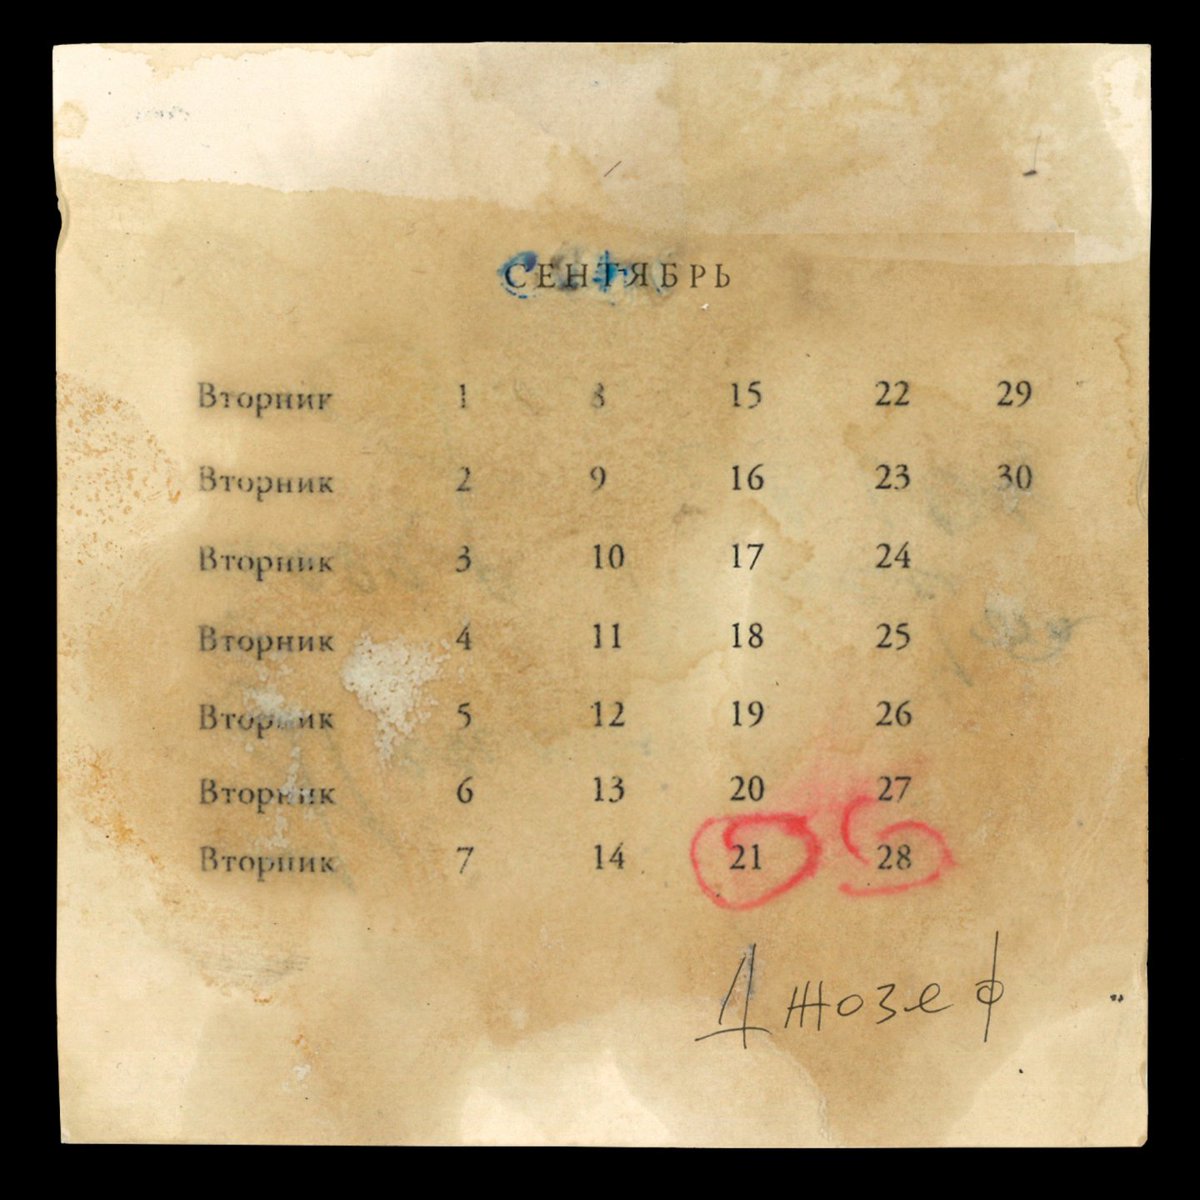 СЕНТЯБРЬ
Вторник 1 8 15 22 29
Вторник 2 9 16 23 30
Вторник 3 10 17 24
Вторник 4 11 18 25
Вторник 5 12 19 26
Вторник 6 13 20 27
Вторник 7 14 21 28
Джозеф